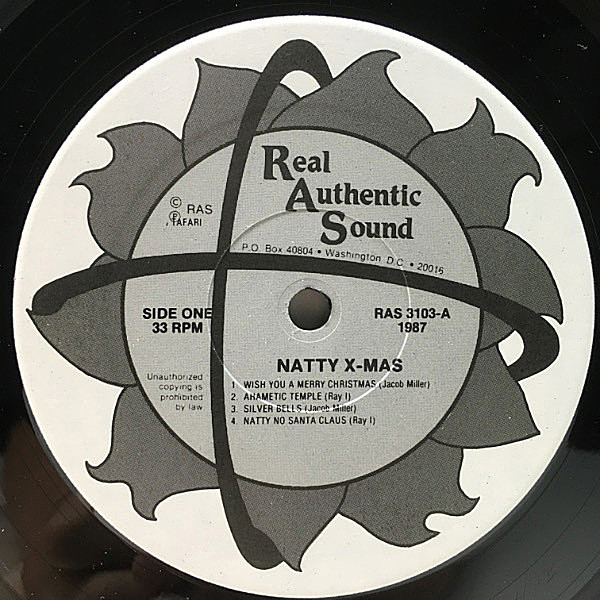 Real
Authentic
Sound
© RAS
℗ TAFARI
P.O. Box 40804 • Washington D.C. • 20016
SIDE ONE
33 RPM
RAS 3103-A
1987
NATTY X-MAS
Unauthorized
copying is
prohibited
by law
1. WISH YOU A MERRY CHRISTMAS (Jacob Miller)
2. AHAMETIC TEMPLE (Ray I)
3. SILVER BELLS (Jacob Miller)
4. NATTY NO SANTA CLAUS (Ray I)